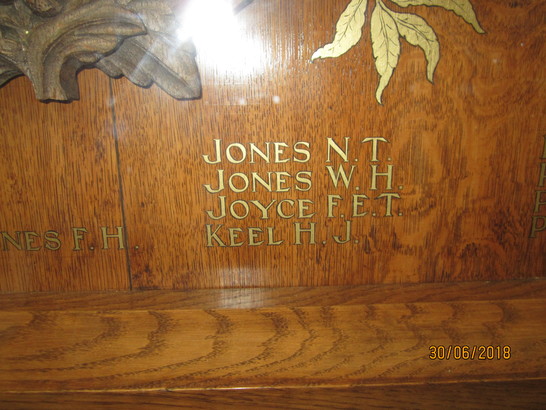 JONES N.T.
JONES W.H.
JOYCE F.E.T.
KEEL H.J.
NES F.H.
30/06/2018